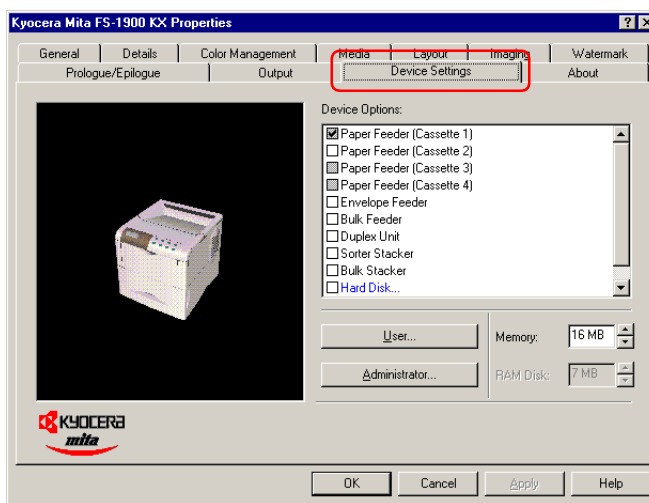 Kyocera Mita FS-1900 KX Properties
General Details Color Management Media Layout Imaging Watermark
Prologue/Epilogue Output Device Settings About
Device Options:
Paper Feeder (Cassette 1)
Paper Feeder (Cassette 2)
Paper Feeder (Cassette 3)
Paper Feeder (Cassette 4)
Envelope Feeder
Bulk Feeder
Duplex Unit
Sorter Stacker
Bulk Stacker
Hard Disk...
User... Memory: 16 MB
Administrator... RAM Disk: 7 MB
KYOCERA
mita
OK Cancel Apply Help